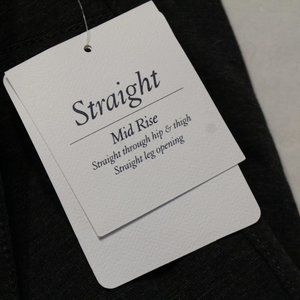 Straight
Mid Rise
Straight through hip & thigh
Straight leg opening